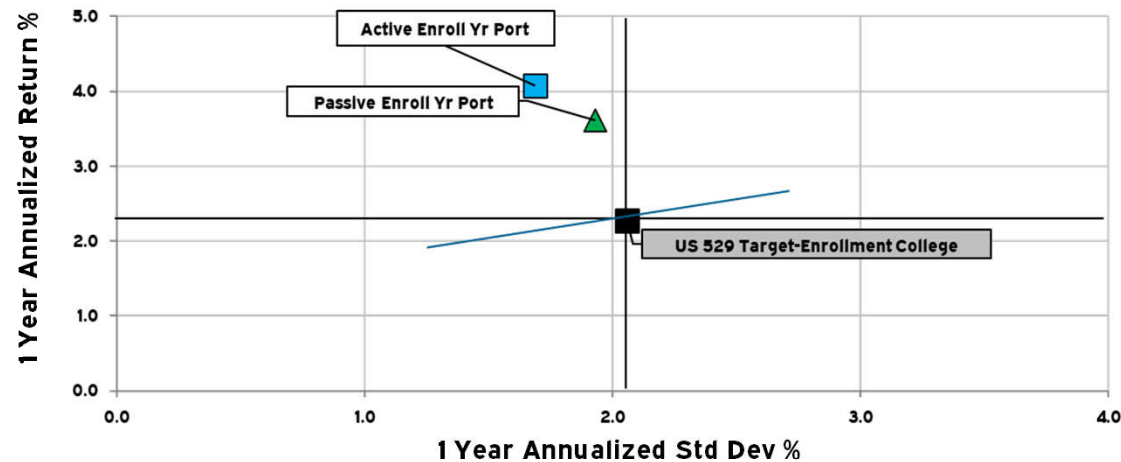 1 Year Annualized Return %
5.0
4.0
3.0
2.0
1.0
0.0
Active Enroll Yr Port
Passive Enroll Yr Port
US 529 Target-Enrollment College
0.0
1.0
2.0
3.0
4.0
1 Year Annualized Std Dev %